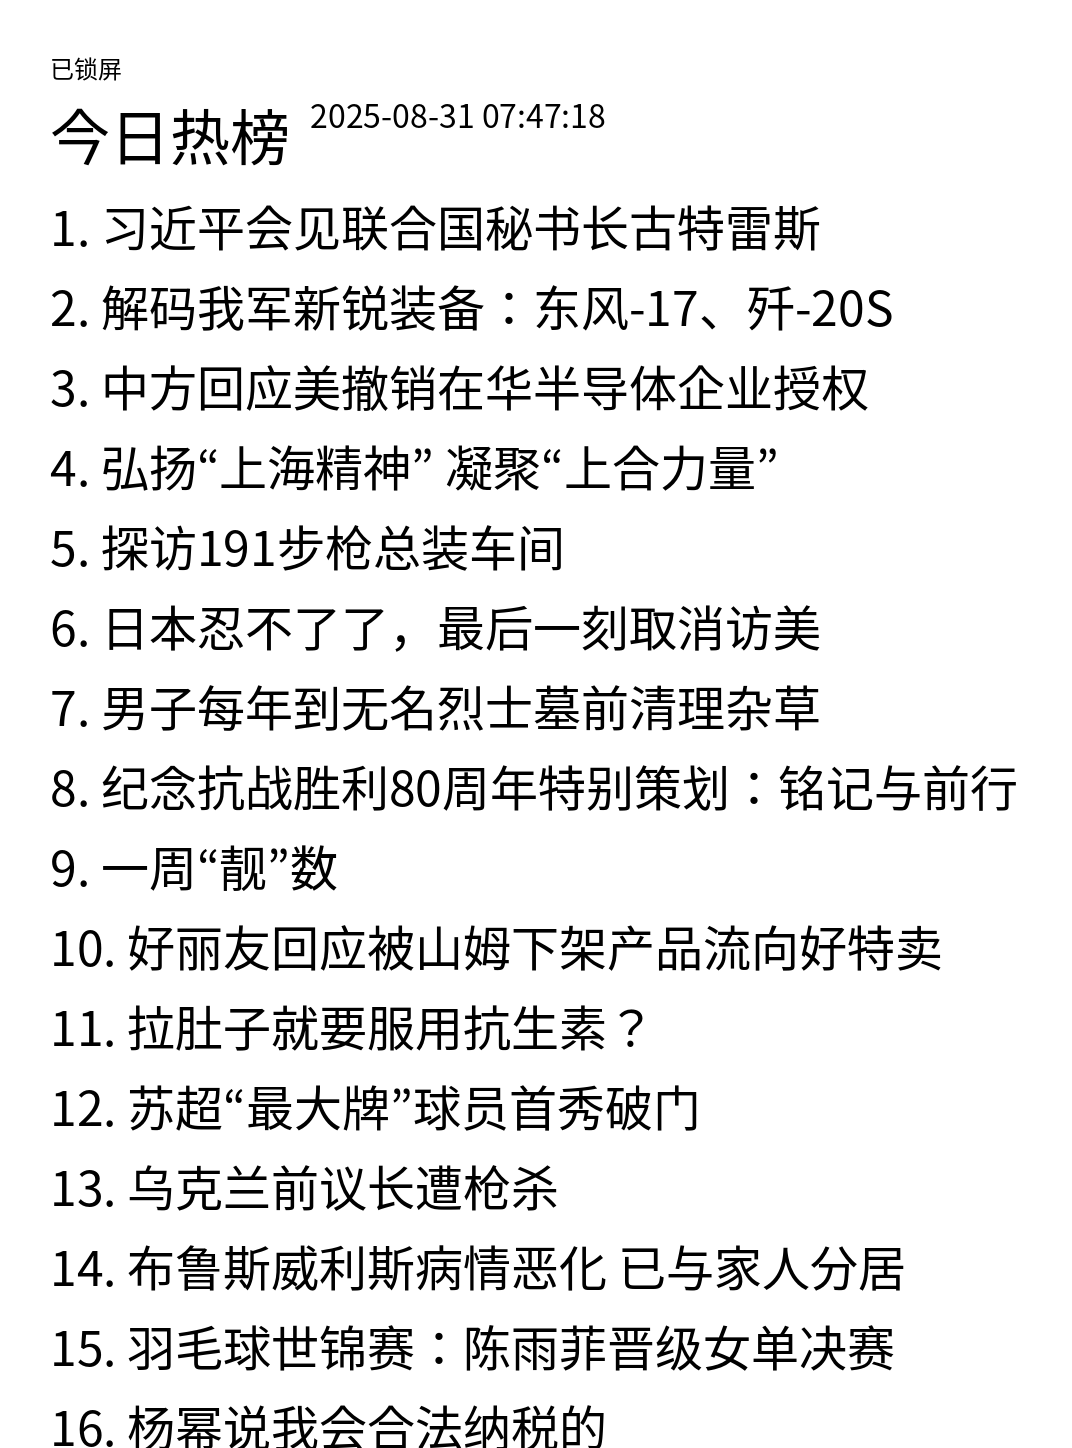 已锁屏
今日热榜 2025-08-31 07:47:18
1. 习近平会见联合国秘书长古特雷斯
2. 解码我军新锐装备：东风-17、歼-20S
3. 中方回应美撤销在华半导体企业授权
4. 弘扬“上海精神” 凝聚“上合力量”
5. 探访191步枪总装车间
6. 日本忍不了了，最后一刻取消访美
7. 男子每年到无名烈士墓前清理杂草
8. 纪念抗战胜利80周年特别策划：铭记与前行
9. 一周“靓”数
10. 好丽友回应被山姆下架产品流向好特卖
11. 拉肚子就要服用抗生素？
12. 苏超“最大牌”球员首秀破门
13. 乌克兰前议长遭枪杀
14. 布鲁斯威利斯病情恶化 已与家人分居
15. 羽毛球世锦赛：陈雨菲晋级女单决赛
16. 杨幂说我会合法纳税的